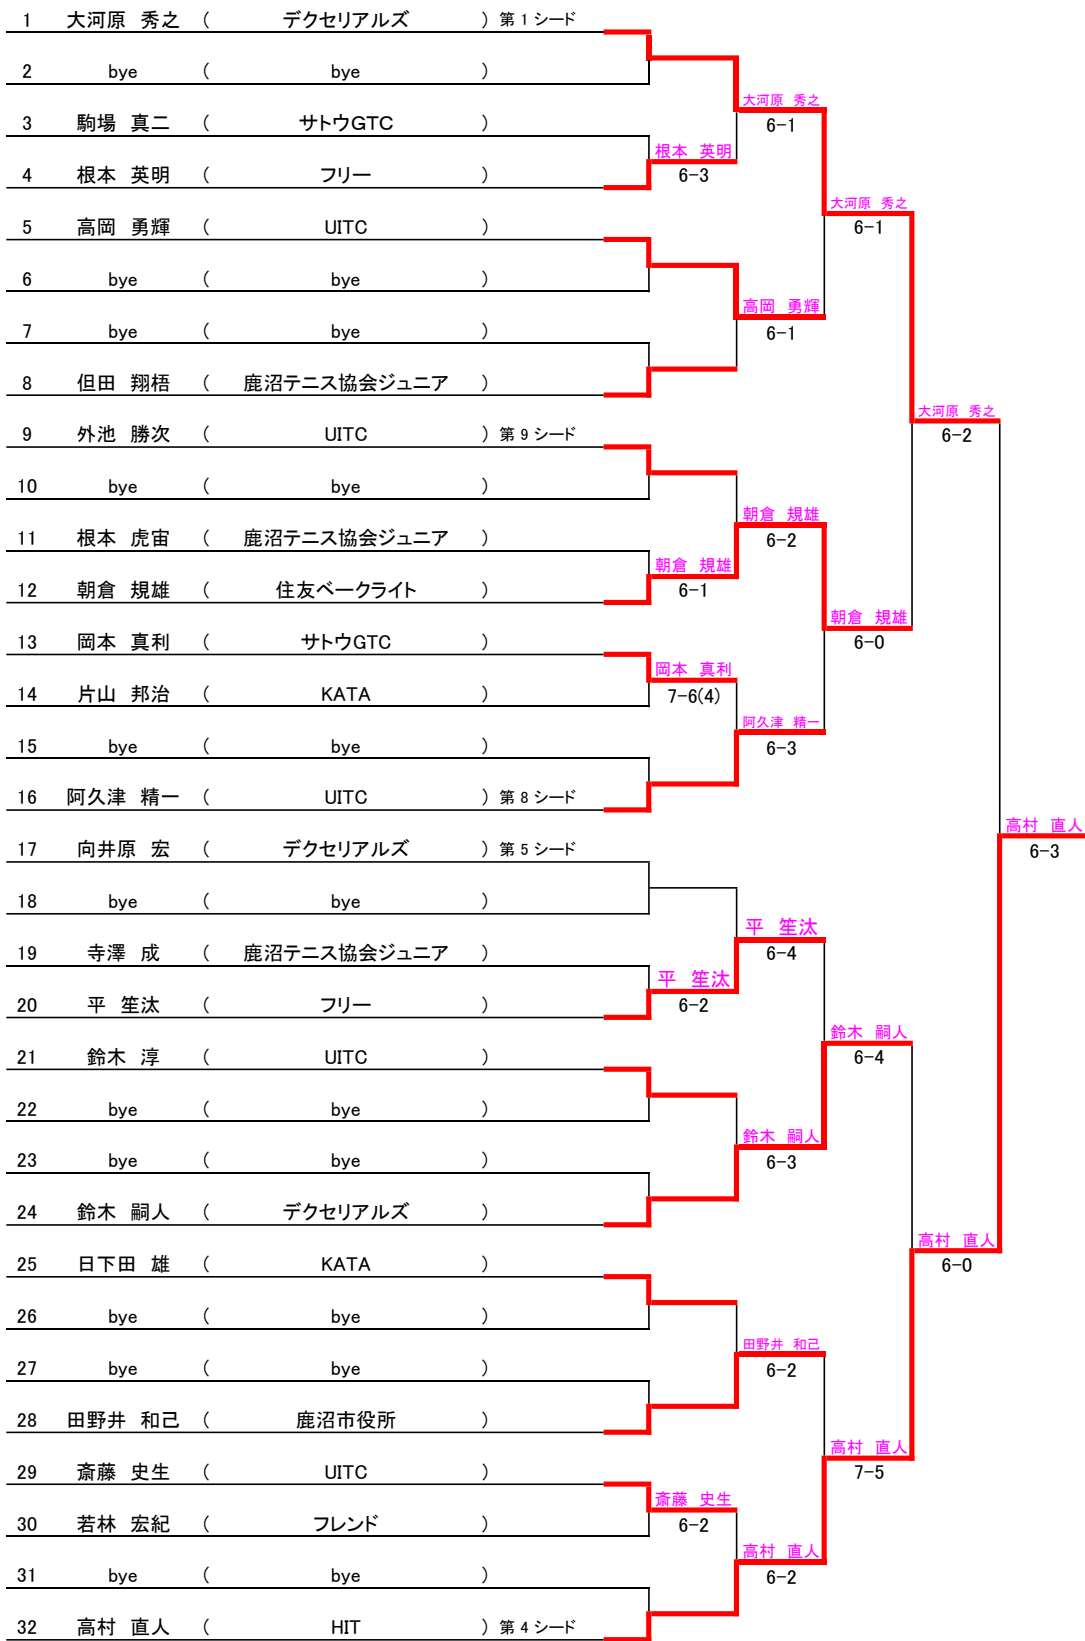 1 大河原 秀之 ( デクセリアルズ ) 第1シード
2 bye ( bye )
大河原 秀之
3 駒場 真二 ( サトウGTC )
6-1
根本 英明
4 根本 英明 ( フリー )
6-3
大河原 秀之
5 高岡 勇輝 ( UITC )
6-1
6 bye ( bye )
高岡 勇輝
7 bye ( bye )
6-1
8 但田 翔梧 ( 鹿沼テニス協会ジュニア )
大河原 秀之
9 外池 勝次 ( UITC ) 第9シード
6-2
10 bye ( bye )
朝倉 規雄
11 根本 虎宙 ( 鹿沼テニス協会ジュニア )
6-2
朝倉 規雄
12 朝倉 規雄 ( 住友ベークライト )
6-1
朝倉 規雄
13 岡本 真利 ( サトウGTC )
6-0
岡本 真利
14 片山 邦治 ( KATA )
7-6(4)
阿久津 精一
15 bye ( bye )
6-3
16 阿久津 精一 ( UITC ) 第8シード
高村 直人
17 向井原 宏 ( デクセリアルズ ) 第5シード
6-3
18 bye ( bye )
平 笙汰
19 寺澤 成 ( 鹿沼テニス協会ジュニア )
6-4
平 笙汰
20 平 笙汰 ( フリー )
6-2
鈴木 嗣人
21 鈴木 淳 ( UITC )
6-4
22 bye ( bye )
鈴木 嗣人
23 bye ( bye )
6-3
24 鈴木 嗣人 ( デクセリアルズ )
高村 直人
25 日下田 雄 ( KATA )
6-0
26 bye ( bye )
田野井 和己
27 bye ( bye )
6-2
28 田野井 和己 ( 鹿沼市役所 )
高村 直人
29 斎藤 史生 ( UITC )
7-5
斎藤 史生
30 若林 宏紀 ( フレンド )
6-2
高村 直人
31 bye ( bye )
6-2
32 高村 直人 ( HIT ) 第4シード